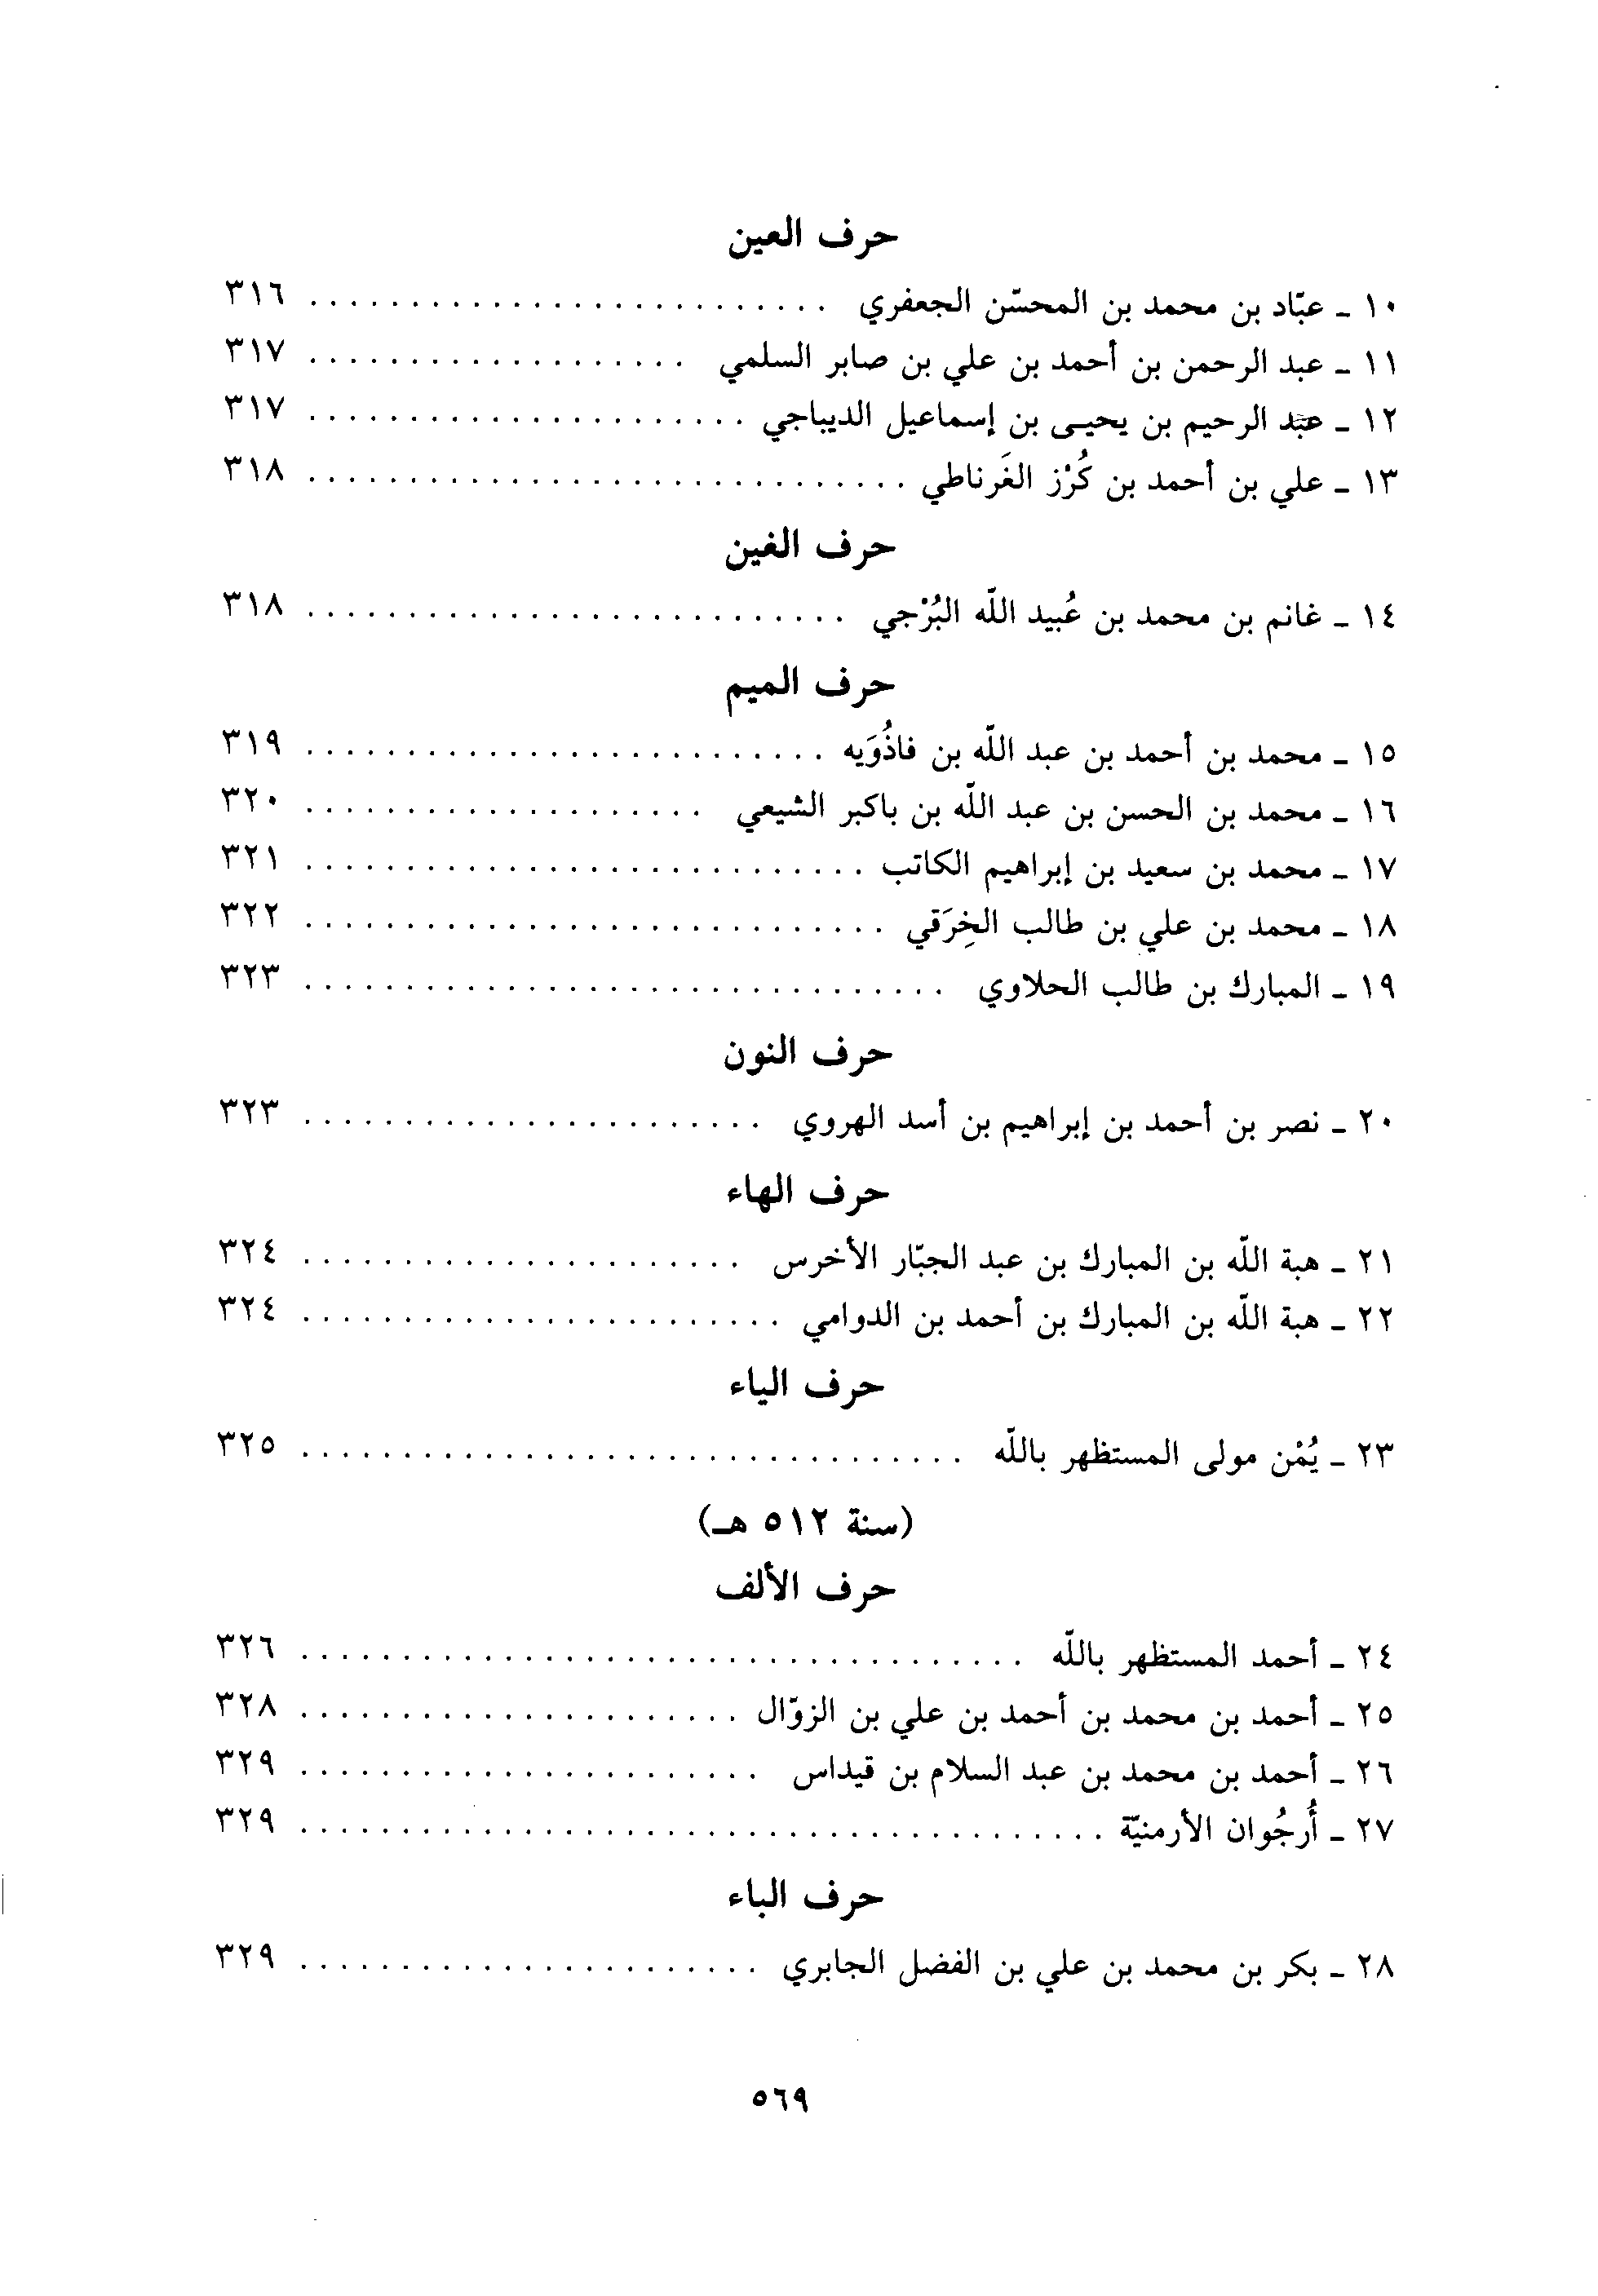 حرف العين
١٠ ـ عبّاد بن محمد بن المحسّن الجعفري . . . . . . . . . . . . . . . . . . . . . . . . . . ٣١٦
١١ ـ عبد الرحمن بن أحمد بن علي بن صابر السلمي . . . . . . . . . . . . . . . . . . . ٣١٧
١٢ ـ عبد الرحيم بن يحيـى بن إسماعيل الديباجي . . . . . . . . . . . . . . . . . . . . . . ٣١٧
١٣ ـ علي بن أحمد بن كُرْز الغَرناطي . . . . . . . . . . . . . . . . . . . . . . . . . . . . . . ٣١٨
حرف الغين
١٤ ـ غانم بن محمد بن عُبيد اللّه البُرْجي . . . . . . . . . . . . . . . . . . . . . . . . . . . ٣١٨
حرف الميم
١٥ ـ محمد بن أحمد بن عبد اللّه بن فاذُوَيه . . . . . . . . . . . . . . . . . . . . . . . . . . ٣١٩
١٦ ـ محمد بن الحسن بن عبد اللّه بن باكبر الشيعي . . . . . . . . . . . . . . . . . . . . ٣٢٠
١٧ ـ محمد بن سعيد بن إبراهيم الكاتب . . . . . . . . . . . . . . . . . . . . . . . . . . . . ٣٢١
١٨ ـ محمد بن علي بن طالب الخِرَقي . . . . . . . . . . . . . . . . . . . . . . . . . . . . . ٣٢٢
١٩ ـ المبارك بن طالب الحلاوي . . . . . . . . . . . . . . . . . . . . . . . . . . . . . . . . ٣٢٣
حرف النون
٢٠ ـ نصر بن أحمد بن إبراهيم بن أسد الهروي . . . . . . . . . . . . . . . . . . . . . . . ٣٢٣
حرف الهاء
٢١ ـ هبة اللّه بن المبارك بن عبد الجبّار الأخرس . . . . . . . . . . . . . . . . . . . . . . ٣٢٤
٢٢ ـ هبة اللّه بن المبارك بن أحمد بن الدوامي . . . . . . . . . . . . . . . . . . . . . . . . ٣٢٤
حرف الياء
٢٣ ـ يُمْن مولى المستظهر باللّه . . . . . . . . . . . . . . . . . . . . . . . . . . . . . . . . . ٣٢٥
(سنة ٥١٢ هـ)
حرف الألف
٢٤ ـ أحمد المستظهر باللّه . . . . . . . . . . . . . . . . . . . . . . . . . . . . . . . . . . . . ٣٢٦
٢٥ ـ أحمد بن محمد بن أحمد بن علي بن الزوّال . . . . . . . . . . . . . . . . . . . . . . ٣٢٨
٢٦ ـ أحمد بن محمد بن عبد السلام بن قيداس . . . . . . . . . . . . . . . . . . . . . . . ٣٢٩
٢٧ ـ أُرجُوان الأرمنيّة . . . . . . . . . . . . . . . . . . . . . . . . . . . . . . . . . . . . . . . . ٣٢٩
حرف الباء
٢٨ ـ بكر بن محمد بن علي بن الفضل الجابري . . . . . . . . . . . . . . . . . . . . . . . ٣٢٩
٥٦٩